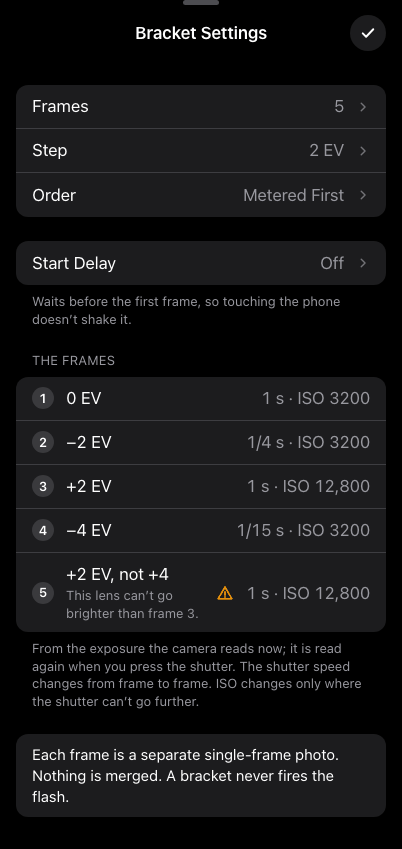 Bracket Settings
Frames 5
Step 2 EV
Order Metered First
Start Delay Off
Waits before the first frame, so touching the phone
doesn’t shake it.
THE FRAMES
1 0 EV 1 s · ISO 3200
2 −2 EV 1/4 s · ISO 3200
3 +2 EV 1 s · ISO 12,800
4 −4 EV 1/15 s · ISO 3200
5 +2 EV, not +4 1 s · ISO 12,800
This lens can’t go
brighter than frame 3.
From the exposure the camera reads now; it is read
again when you press the shutter. The shutter speed
changes from frame to frame. ISO changes only where
the shutter can’t go further.
Each frame is a separate single-frame photo.
Nothing is merged. A bracket never fires the
flash.